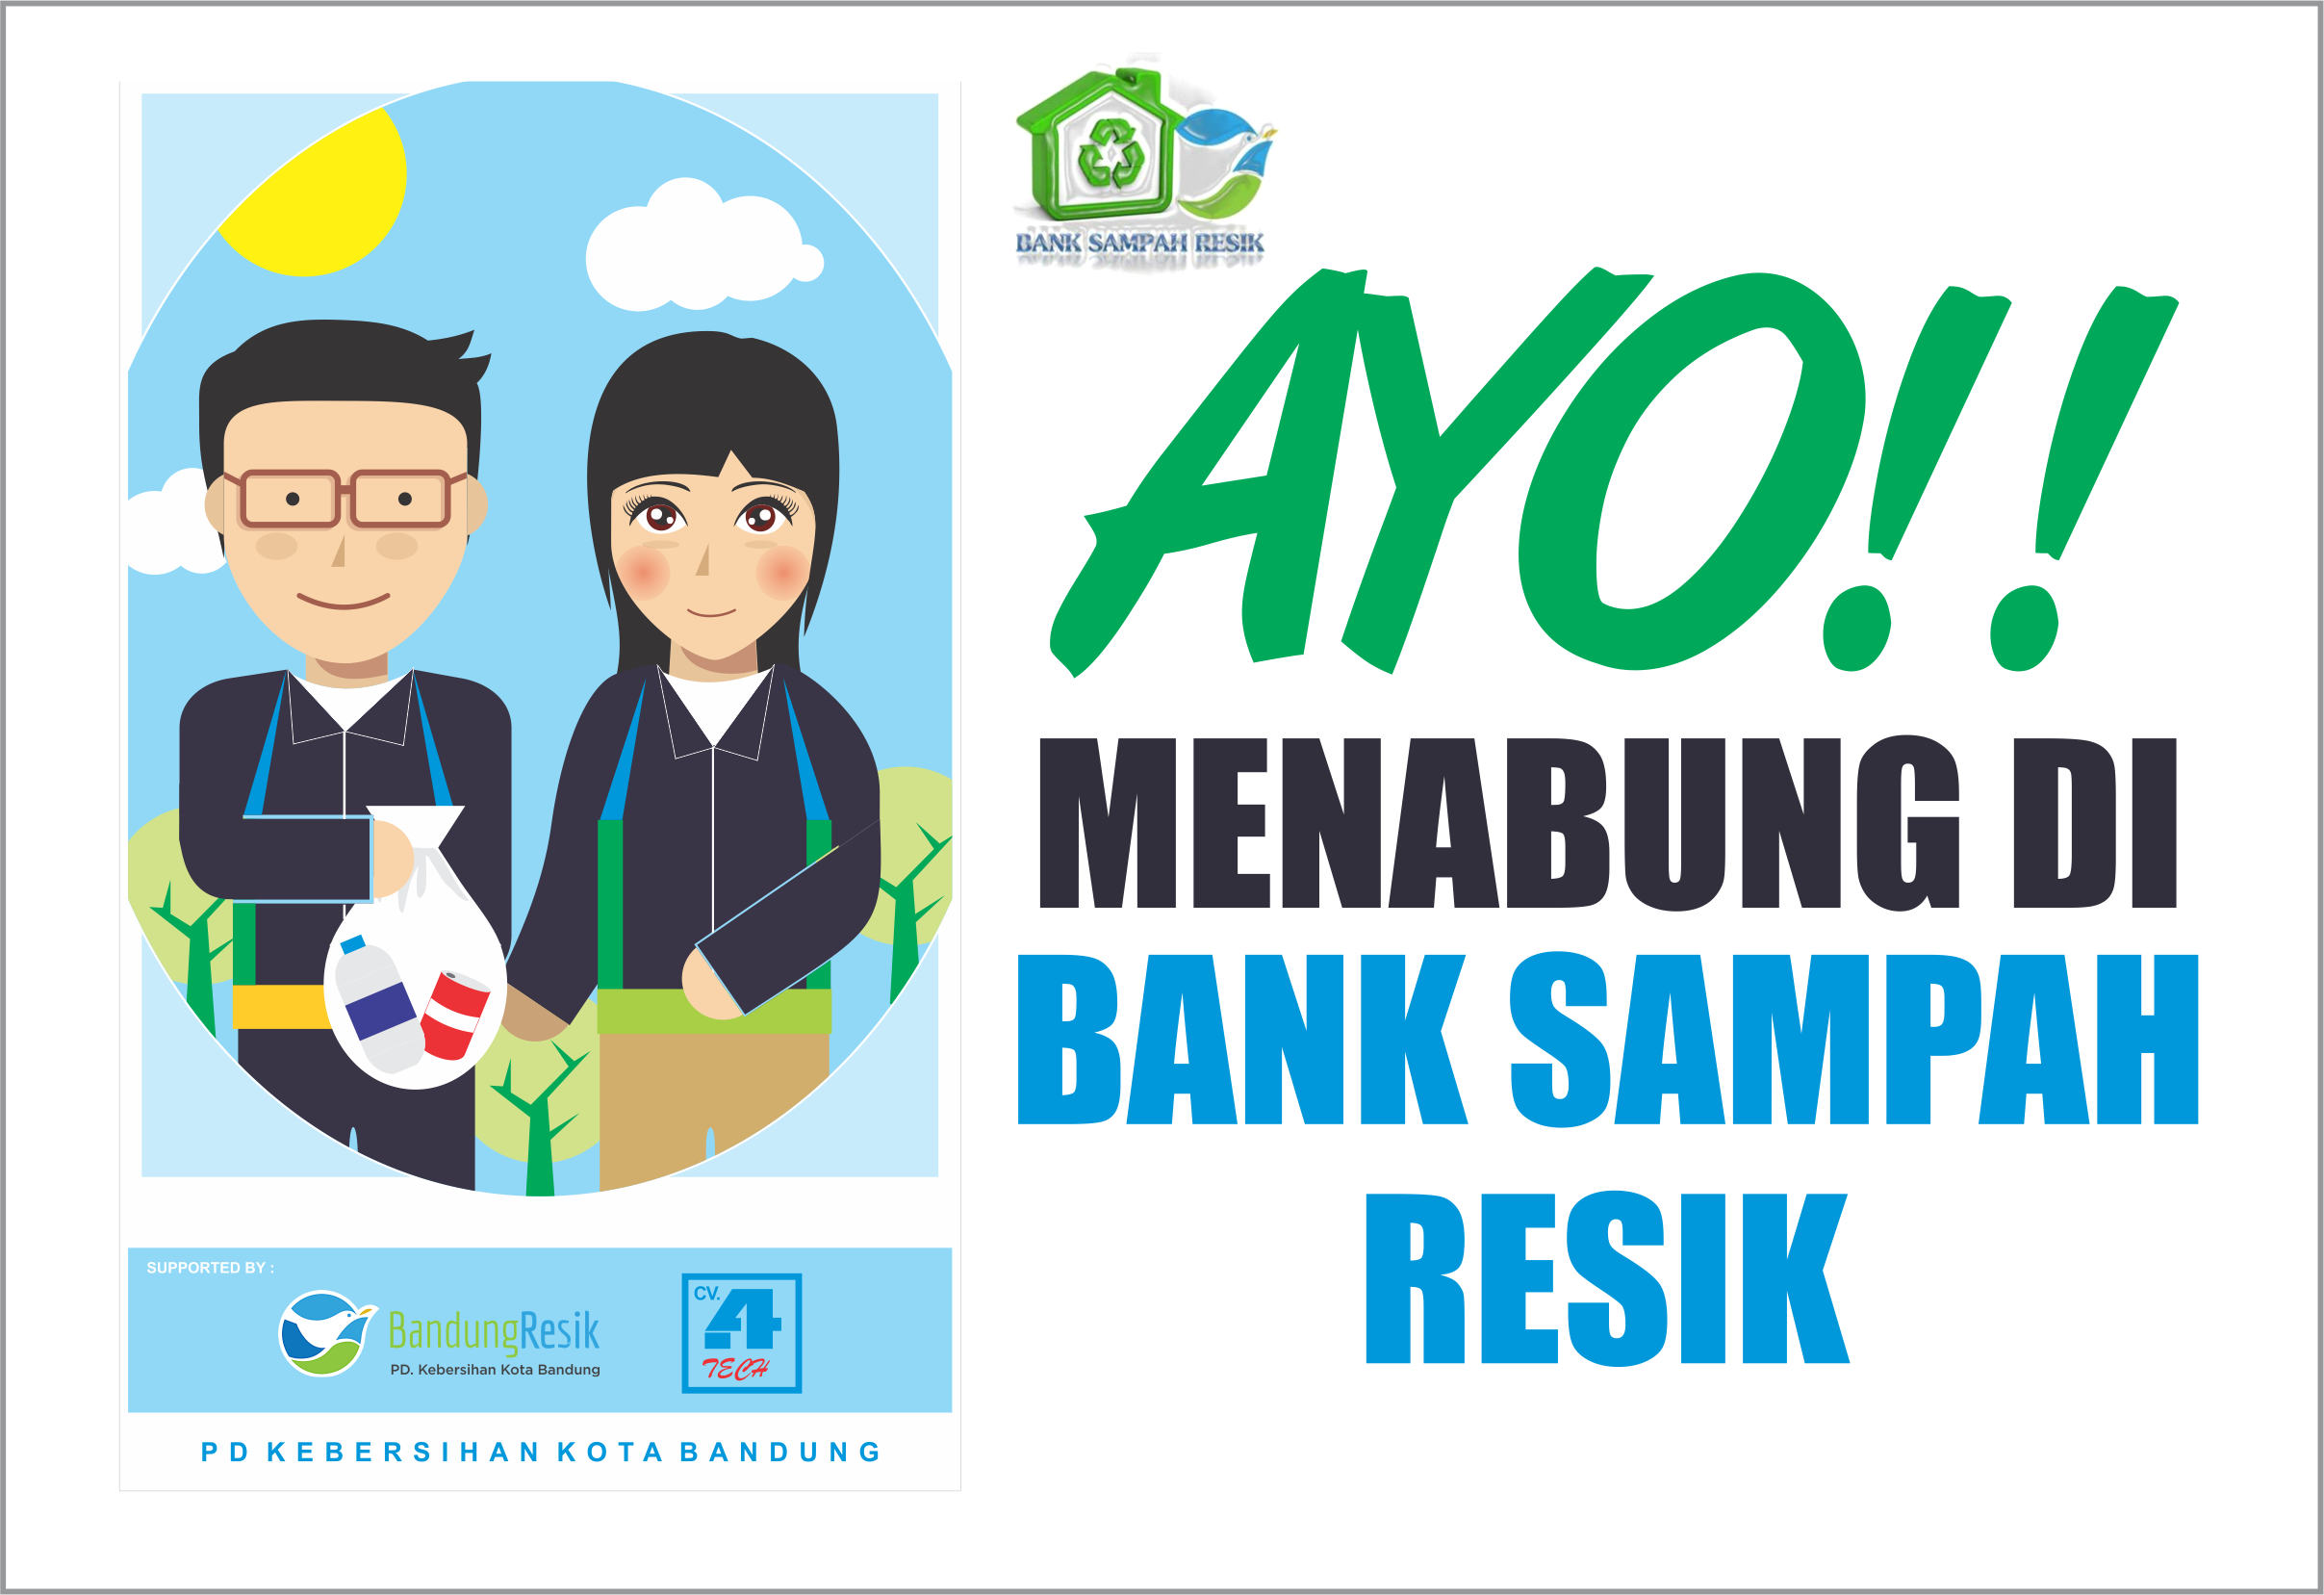 BANK SAMPAH RESIK
AYO!!
MENABUNG DI
BANK SAMPAH
RESIK
SUPPORTED BY :
BandungResik
PD. Kebersihan Kota Bandung
CV.
4
TECH
PD KEBERSIHAN KOTA BANDUNG